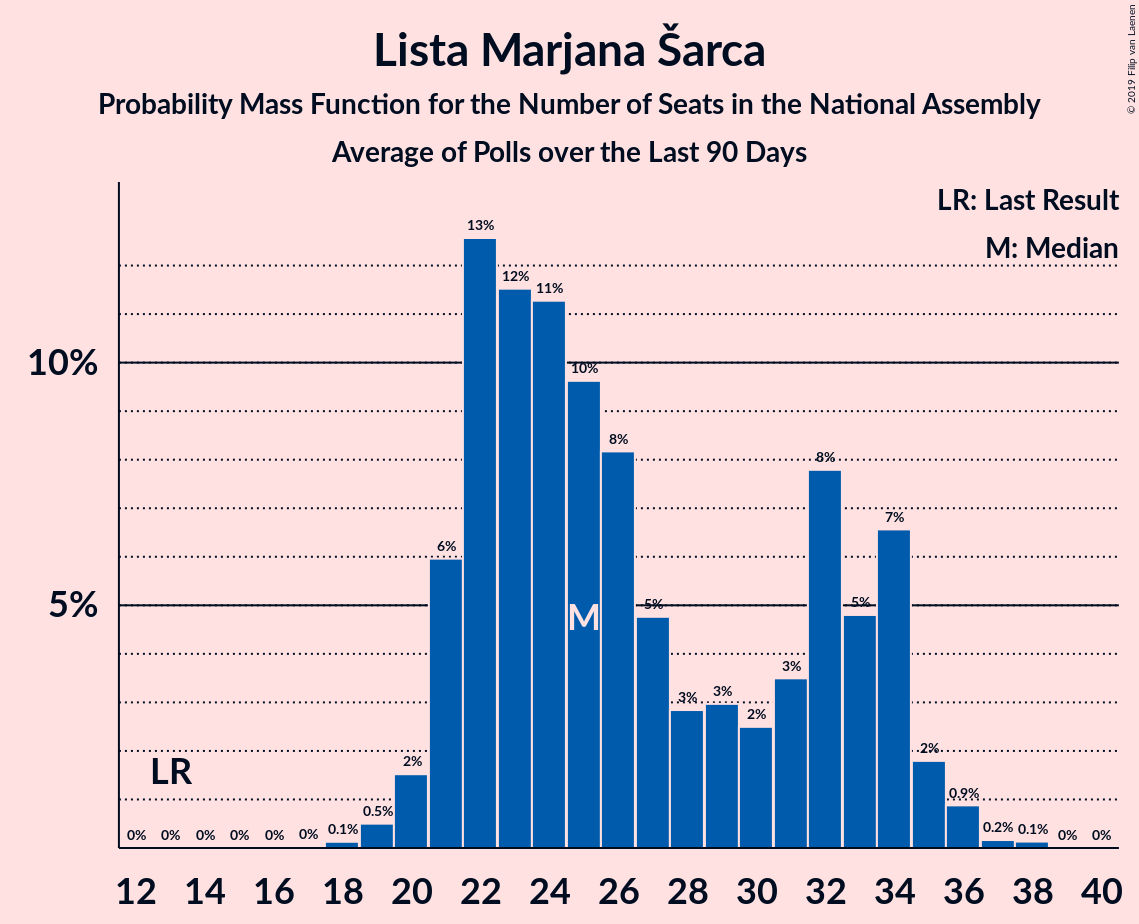 Lista Marjana Šarca
Probability Mass Function for the Number of Seats in the National Assembly
Average of Polls over the Last 90 Days
© 2019 Filip van Laenen
LR: Last Result
M: Median
13%
12%
11%
10%
10%
8%
8%
7%
6%
5%
5%
5%
M
3%
3%
3%
2%
2%
2%
LR
0.9%
0.5%
0% 0% 0% 0% 0% 0% 0.1% 0.2% 0.1% 0% 0%
12 14 16 18 20 22 24 26 28 30 32 34 36 38 40